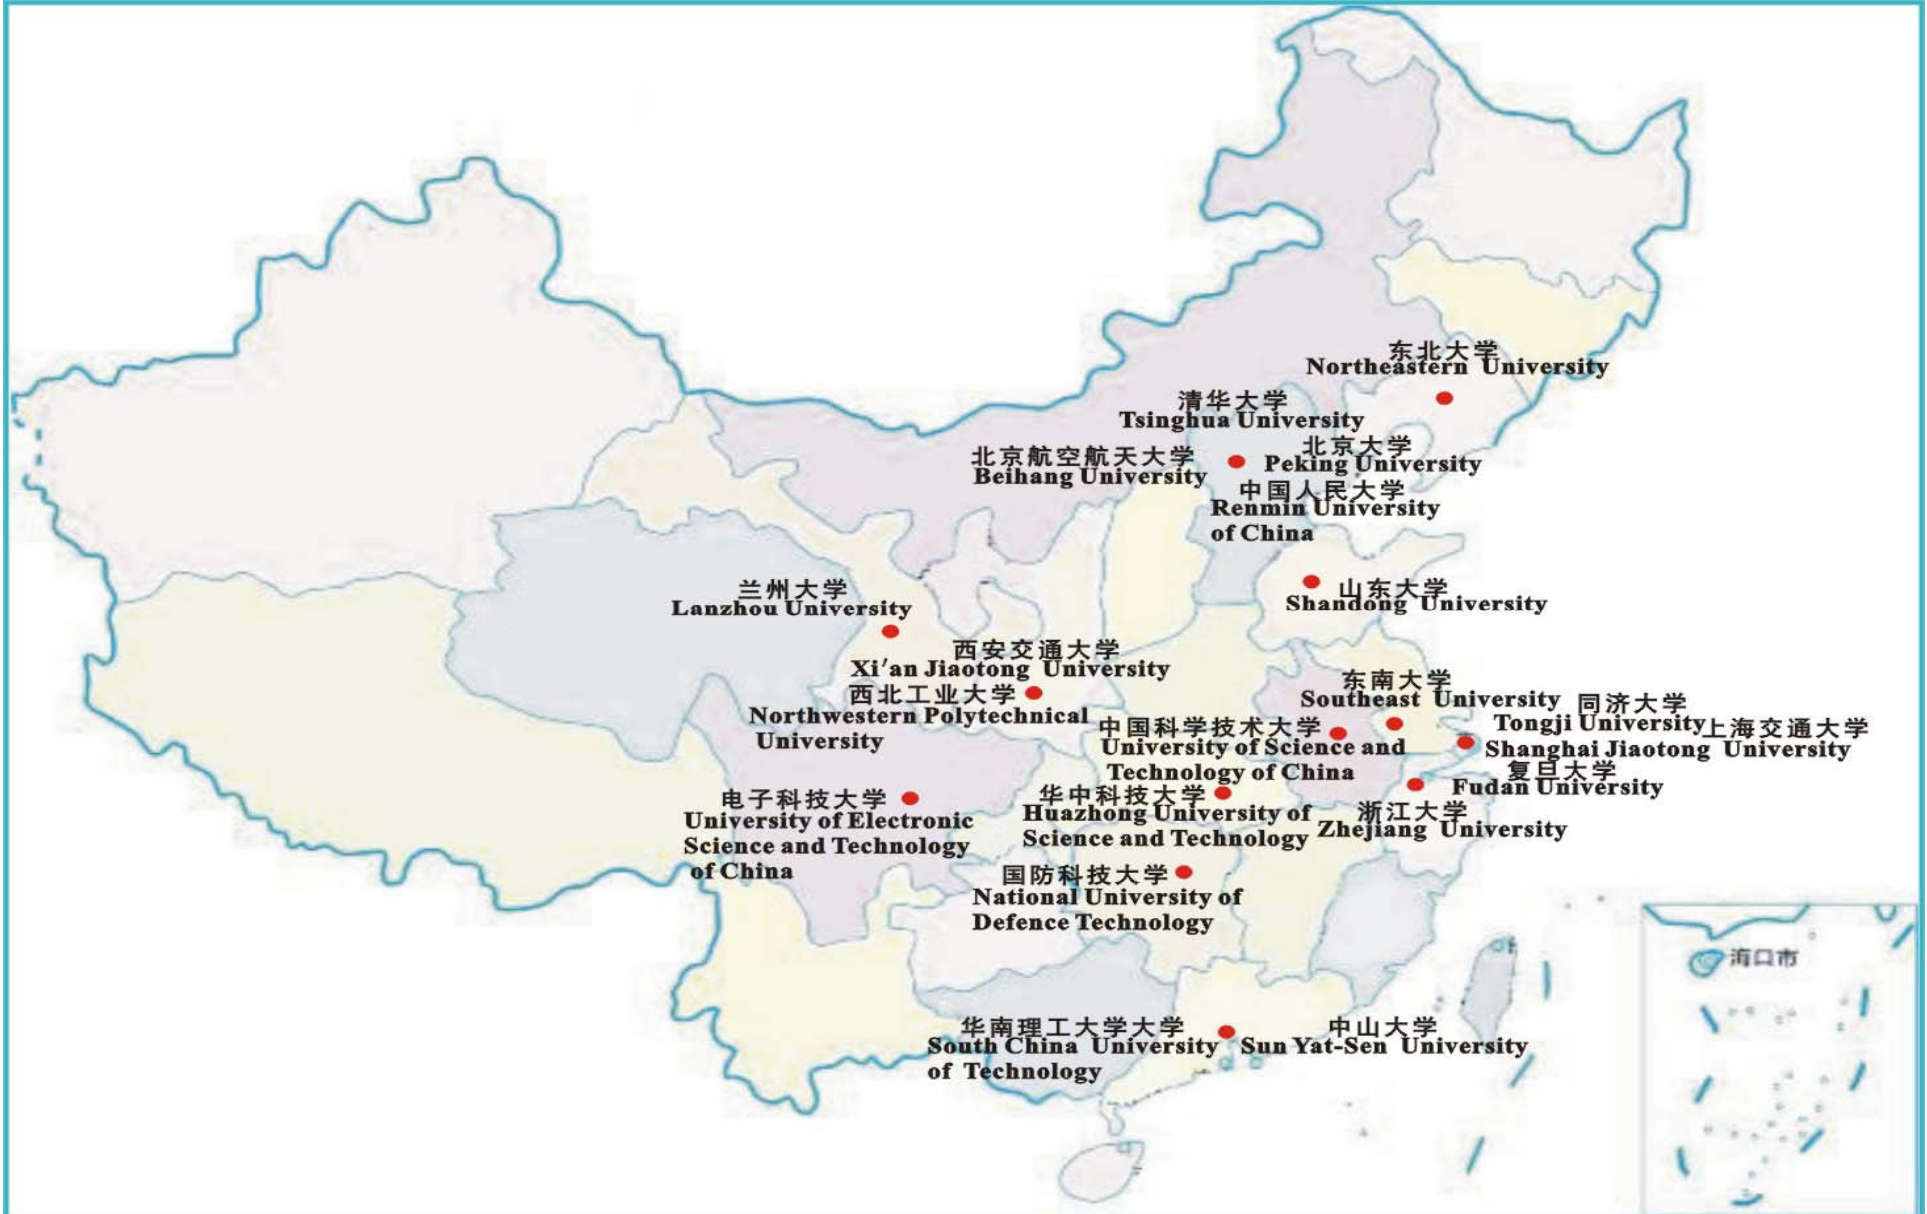 东北大学
Northeastern University
清华大学
Tsinghua University
北京大学
Peking University
北京航空航天大学
Beihang University
中国人民大学
Renmin University
of China
山东大学
Shandong University
兰州大学
Lanzhou University
西安交通大学
Xi'an Jiaotong University
西北工业大学
Northwestern Polytechnical
University
东南大学
Southeast University
同济大学
Tongji University
上海交通大学
Shanghai Jiaotong University
中国科学技术大学
University of Science and
Technology of China
复旦大学
Fudan University
电子科技大学
University of Electronic
Science and Technology
of China
华中科技大学
Huazhong University of
Science and Technology
浙江大学
Zhejiang University
国防科技大学
National University of
Defence Technology
海口市
华南理工大学大学
South China University
of Technology
中山大学
Sun Yat-Sen University